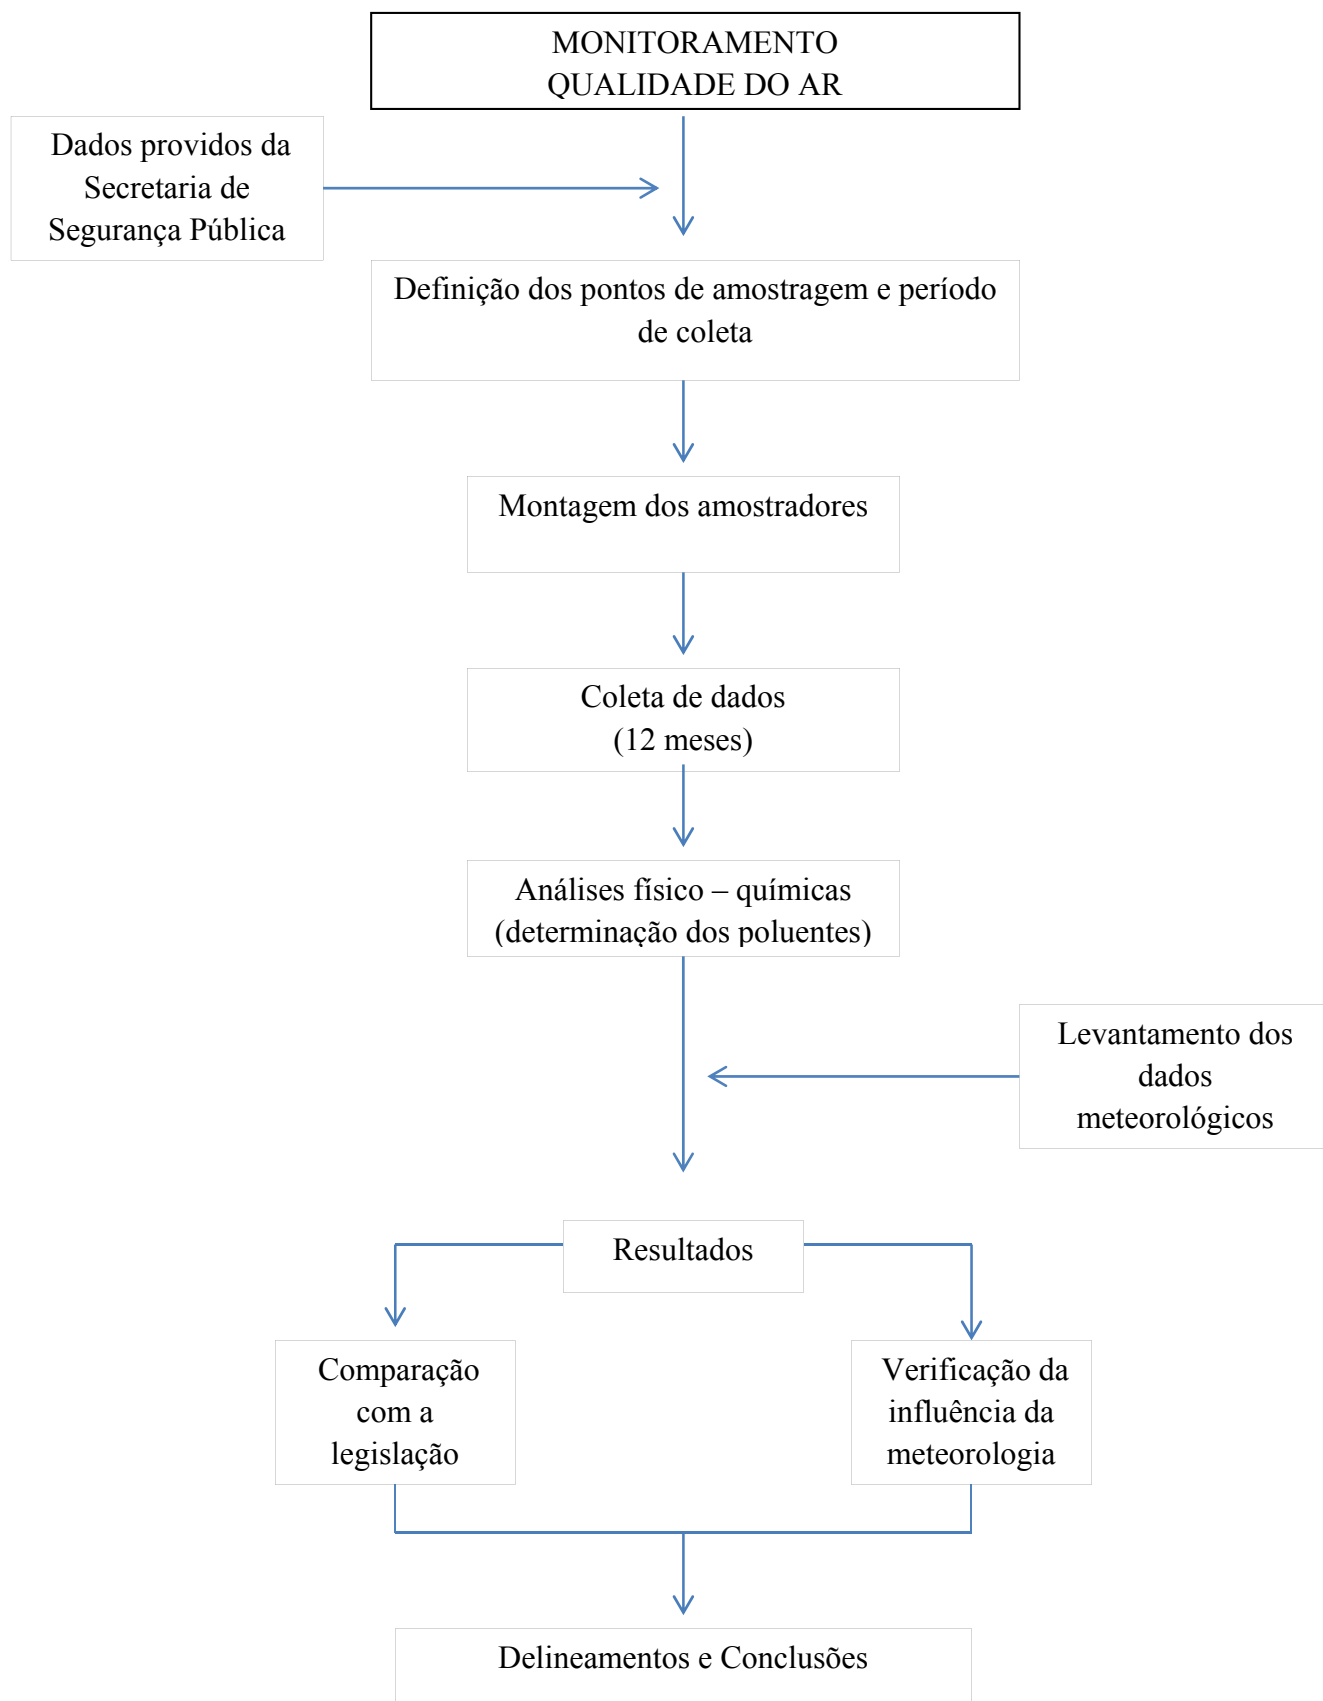 MONITORAMENTO
QUALIDADE DO AR
Dados providos da
Secretaria de
Segurança Pública
Definição dos pontos de amostragem e período
de coleta
Montagem dos amostradores
Coleta de dados
(12 meses)
Análises físico – químicas
(determinação dos poluentes)
Levantamento dos
dados
meteorológicos
Resultados
Comparação
com a
legislação
Verificação da
influência da
meteorologia
Delineamentos e Conclusões